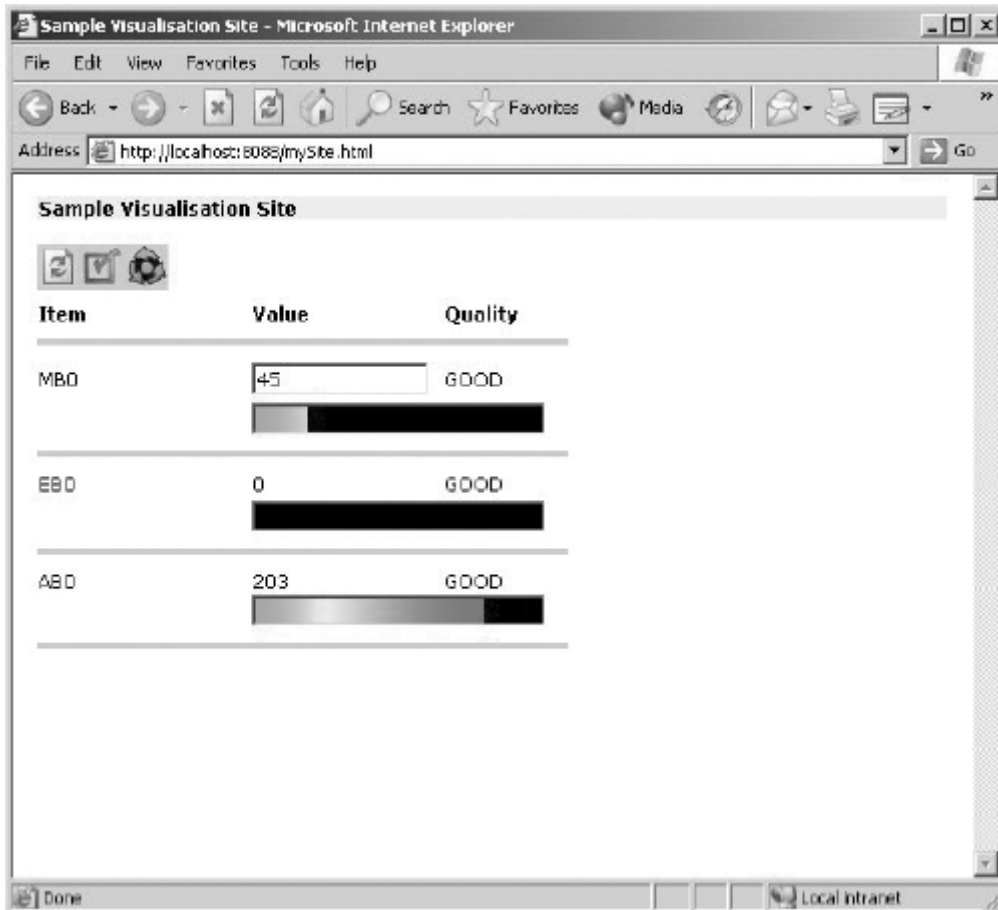 Sample Visualisation Site - Microsoft Internet Explorer
File Edit View Favorites Tools Help
Back Search Favorites Media »
Address http://localhost:8088/mySite.html Go
Sample Visualisation Site
Item Value Quality
MB0 45 GOOD
EB0 0 GOOD
AB0 203 GOOD
Done Local intranet